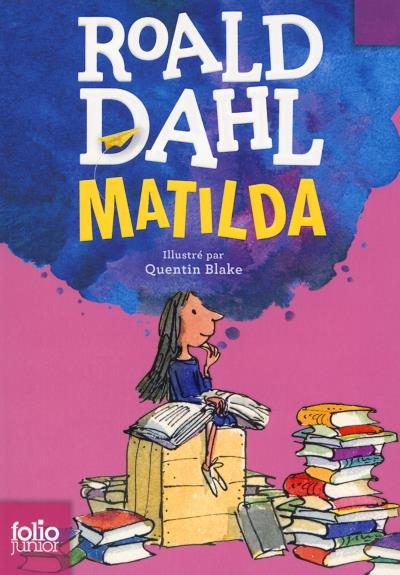 ROALD
DAHL
MATILDA
Illustré par
Quentin Blake
folio
junior